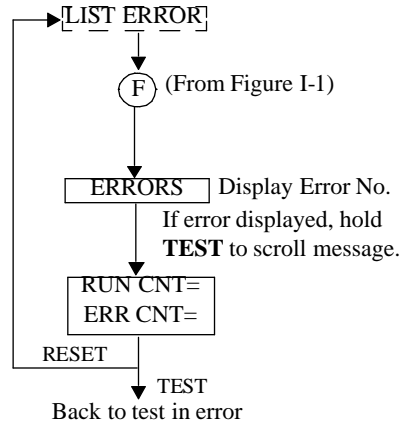 LIST ERROR
F (From Figure I-1)
ERRORS Display Error No.
If error displayed, hold
TEST to scroll message.
RUN CNT=
ERR CNT=
RESET
TEST
Back to test in error